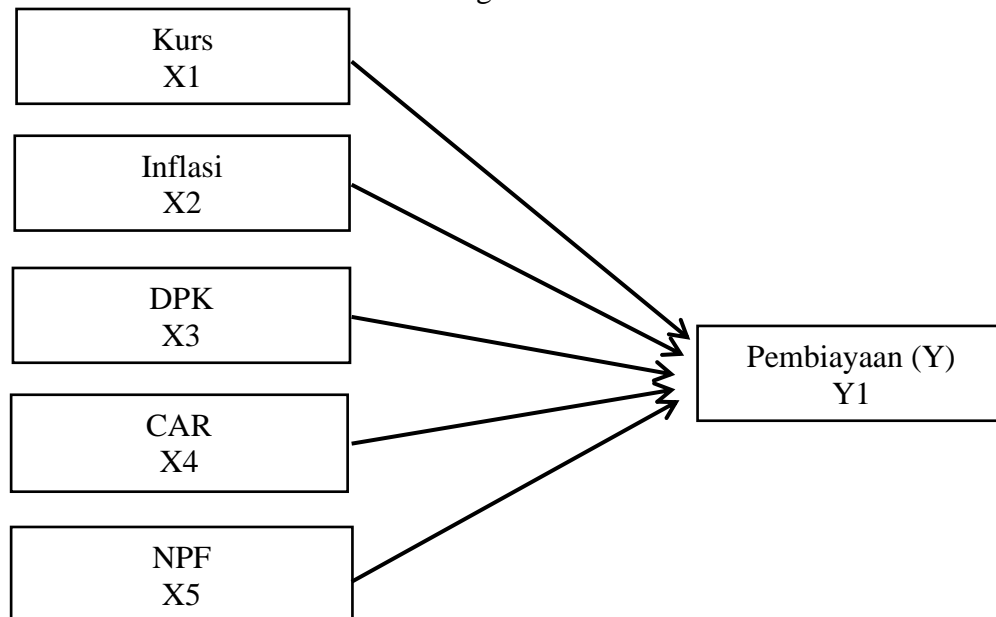 Kurs
X1
Inflasi
X2
DPK
X3
CAR
X4
NPF
X5
Pembiayaan (Y)
Y1